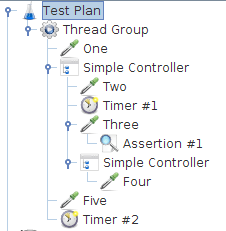 Test Plan
Thread Group
One
Simple Controller
Two
Timer #1
Three
Assertion #1
Simple Controller
Four
Five
Timer #2